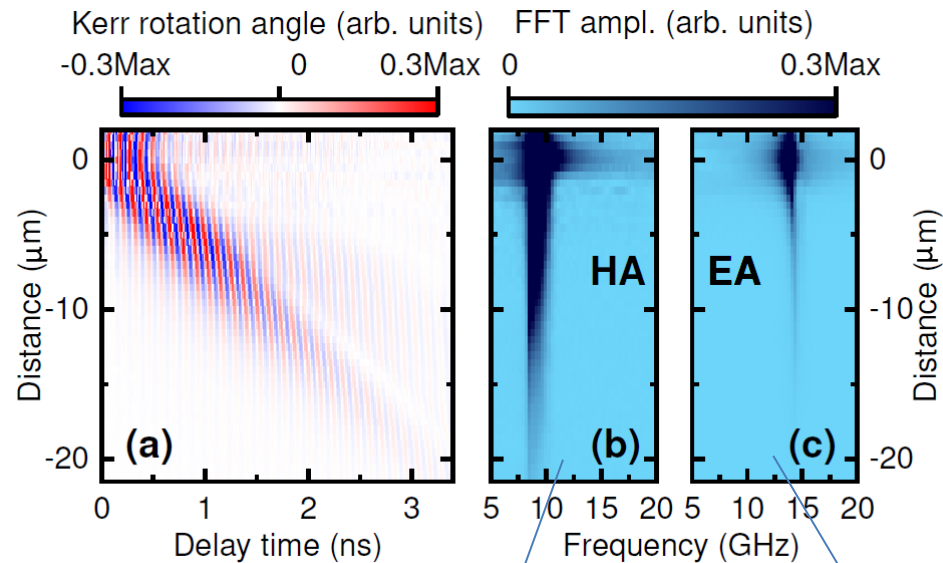 Kerr rotation angle (arb. units)
-0.3Max 0 0.3Max
FFT ampl. (arb. units)
0 0.3Max
Distance (μm)
0
-10
-20
(a)
0 1 2 3
Delay time (ns)
HA
(b)
5 10 15 20
EA
(c)
5 10 15 20
Frequency (GHz)
0
-10
-20
Distance (μm)